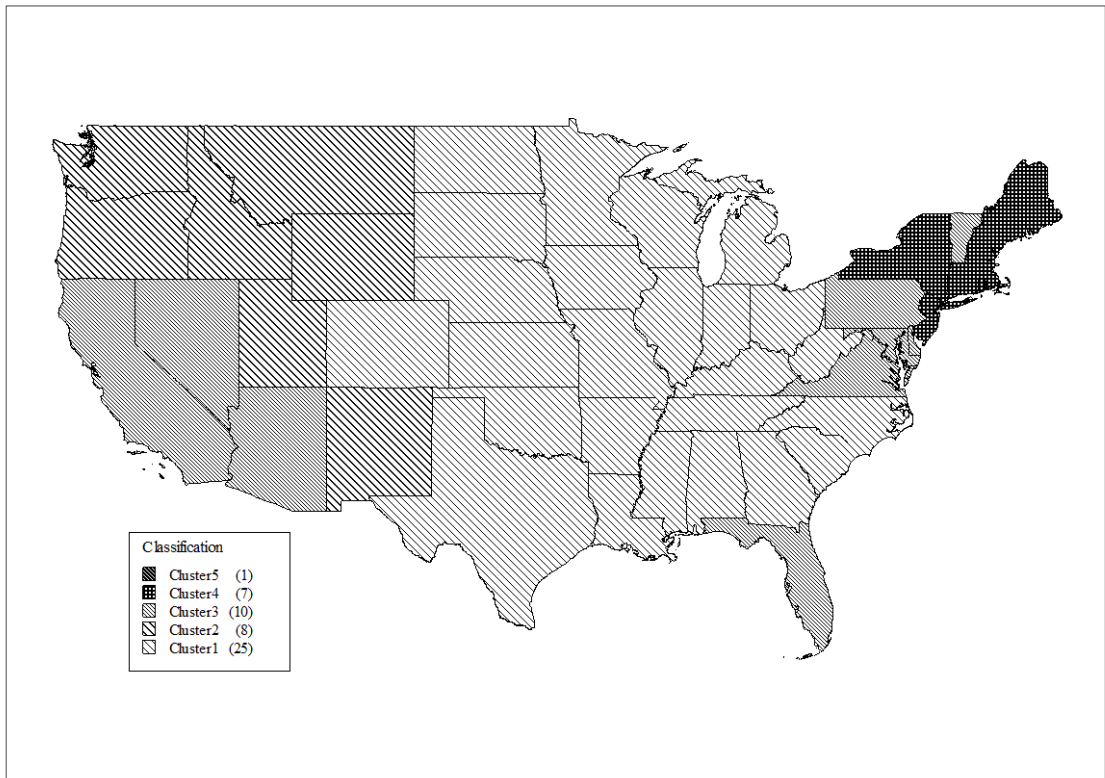 Classification
Cluster5 (1)
Cluster4 (7)
Cluster3 (10)
Cluster2 (8)
Cluster1 (25)